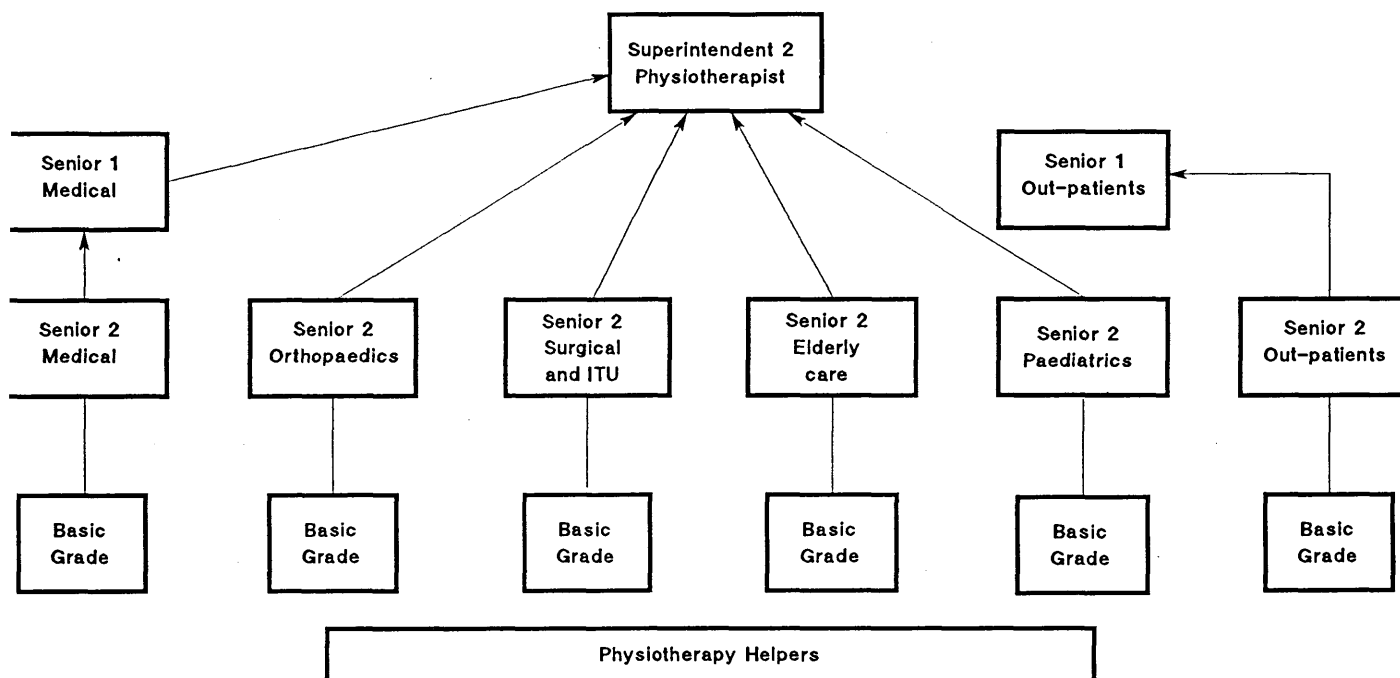 Superintendent 2
Physiotherapist
Senior 1
Medical
Senior 1
Out-patients
Senior 2
Medical
Senior 2
Orthopaedics
Senior 2
Surgical
and ITU
Senior 2
Elderly
care
Senior 2
Paediatrics
Senior 2
Out-patients
Basic
Grade
Basic
Grade
Basic
Grade
Basic
Grade
Basic
Grade
Basic
Grade
Physiotherapy Helpers